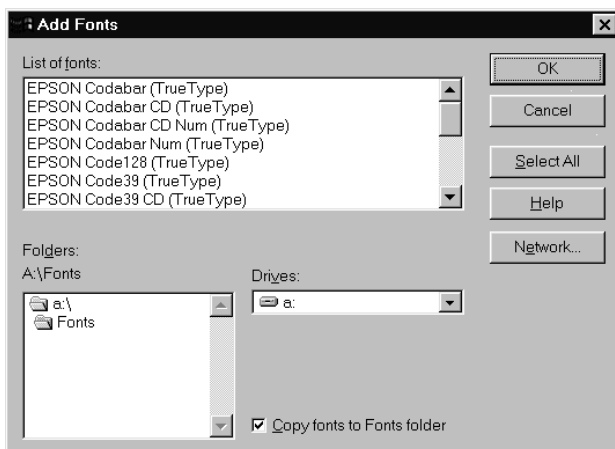 Add Fonts
List of fonts:
EPSON Codabar (TrueType)
EPSON Codabar CD (TrueType)
EPSON Codabar CD Num (TrueType)
EPSON Codabar Num (TrueType)
EPSON Code128 (TrueType)
EPSON Code39 (TrueType)
EPSON Code39 CD (TrueType)
OK
Cancel
Select All
Help
Network...
Folders:
A:\Fonts
a:\
Fonts
Drives:
a:
Copy fonts to Fonts folder